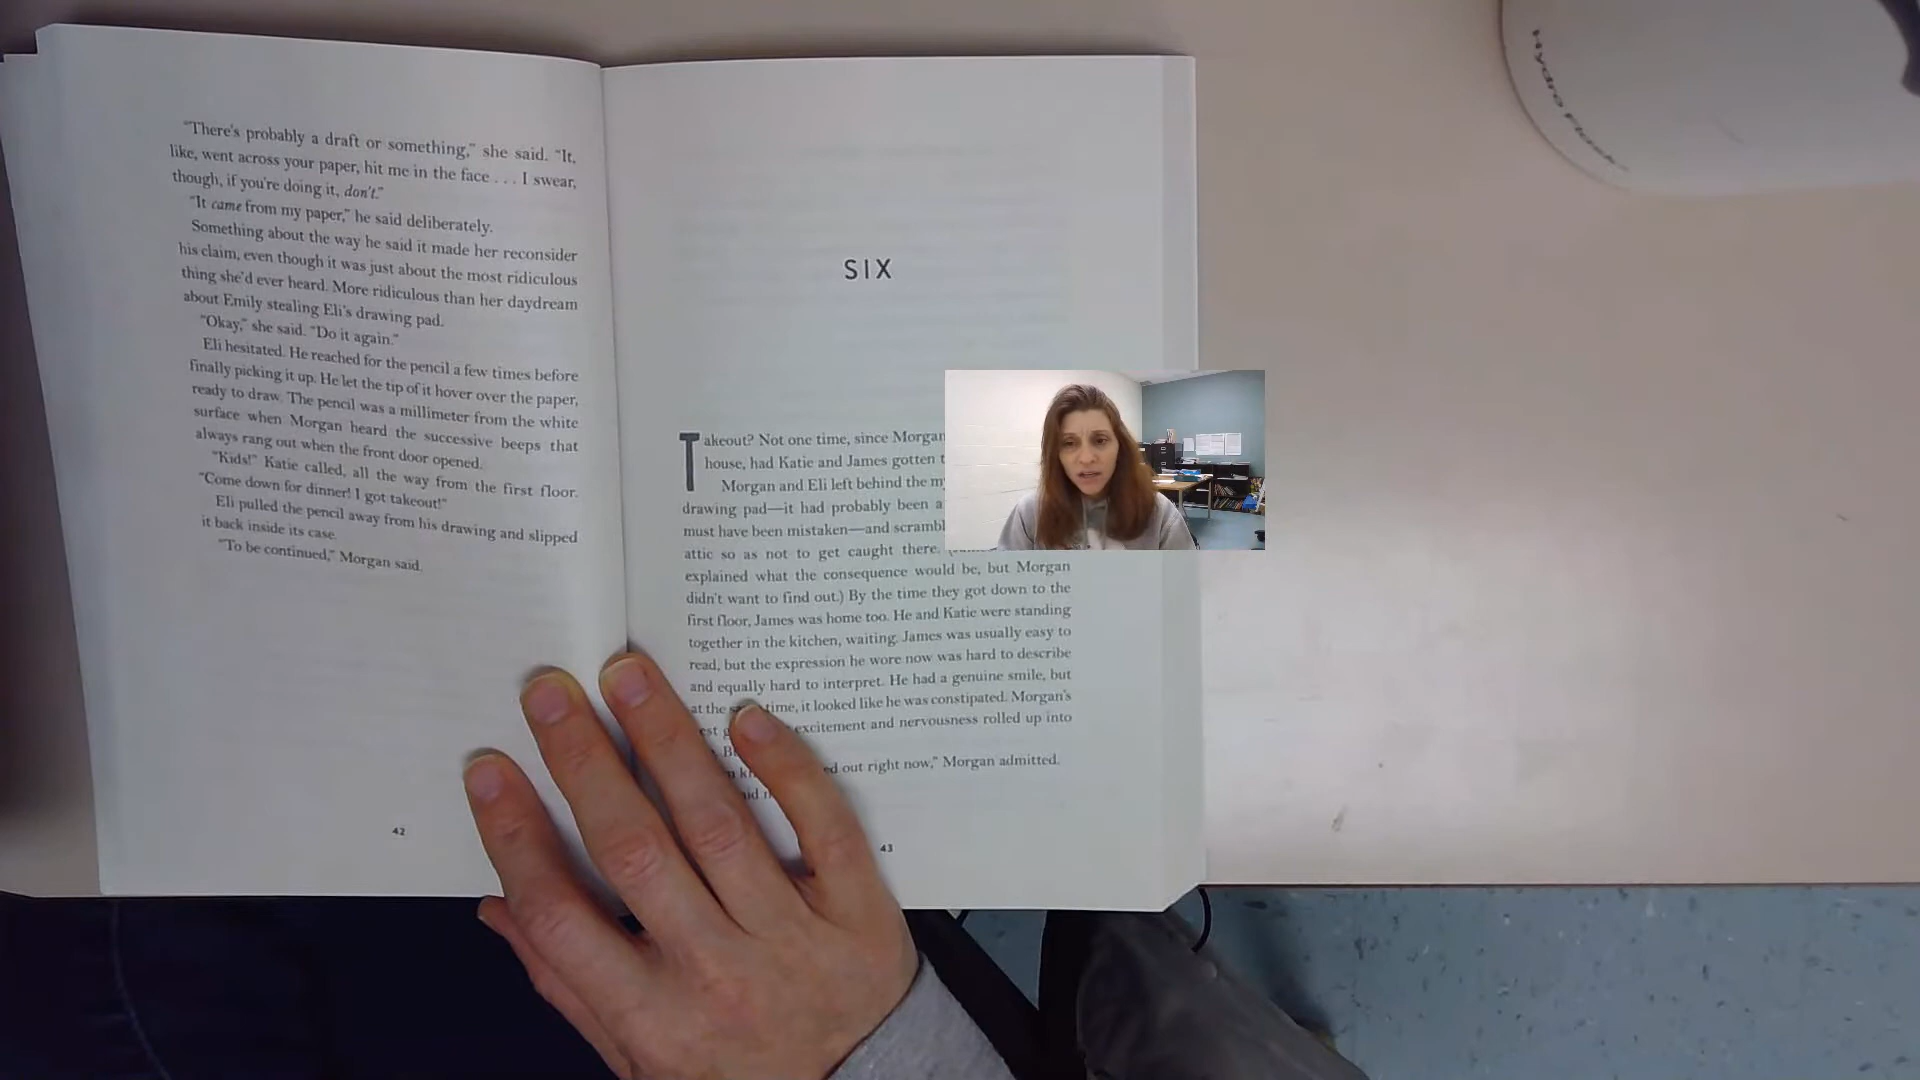 "There's probably a draft or something," she said. "It,
like, went across your paper, hit me in the face . . . I swear,
though, if you're doing it, don't."
"It came from my paper," he said deliberately.
Something about the way he said it made her reconsider
his claim, even though it was just about the most ridiculous
thing she'd ever heard. More ridiculous than her daydream
about Emily stealing Eli's drawing pad.
"Okay," she said. "Do it again."
Eli hesitated. He reached for the pencil a few times before
finally picking it up. He let the tip of it hover over the paper,
ready to draw. The pencil was a millimeter from the white
surface when Morgan heard the successive beeps that
always rang out when the front door opened.
"Kids!" Katie called, all the way from the first floor.
"Come down for dinner! I got takeout!"
Eli pulled the pencil away from his drawing and slipped
it back inside its case.
"To be continued," Morgan said.
42
SIX
Takeout? Not one time, since Morgan
house, had Katie and James gotten
Morgan and Eli left behind the
drawing pad—it had probably been a
must have been mistaken—and
attic so as not to get caught there.
explained what the consequence would be, but Morgan
didn't want to find out.) By the time they got down to the
first floor, James was home too. He and Katie were standing
together in the kitchen, waiting. James was usually easy to
read, but the expression he wore now was hard to describe
and equally hard to interpret. He had a genuine smile, but
at the time, it looked like he was constipated. Morgan's
excitement and nervousness rolled up into
out right now," Morgan admitted.
43
Hydro Flask